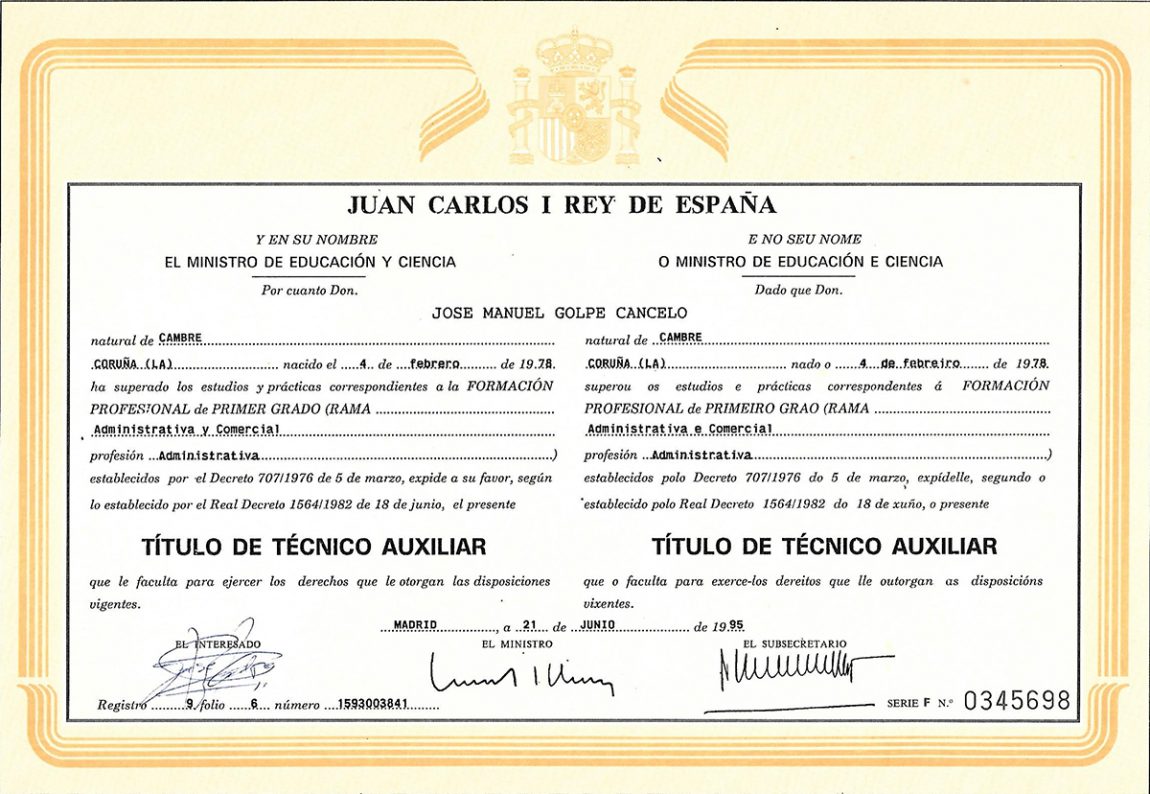 JUAN CARLOS I REY DE ESPAÑA
Y EN SU NOMBRE
EL MINISTRO DE EDUCACIÓN Y CIENCIA
Por cuanto Don.
E NO SEU NOME
O MINISTRO DE EDUCACIÓN E CIENCIA
Dado que Don.
JOSE MANUEL GOLPE CANCELO
natural de CAMBRE
CORUÑA (LA) nacido el 4 de febrero de 1978
ha superado los estudios y prácticas correspondientes a la FORMACIÓN
PROFESIONAL de PRIMER GRADO (RAMA
Administrativa y Comercial
profesión Administrativa)
establecidos por el Decreto 707/1976 de 5 de marzo, expide a su favor, según
lo establecido por el Real Decreto 1564/1982 de 18 de junio, el presente
TÍTULO DE TÉCNICO AUXILIAR
que le faculta para ejercer los derechos que le otorgan las disposiciones
vigentes.
natural de CAMBRE
CORUÑA (LA) nado o 4 de febreiro de 1978
superou os estudios e prácticas correspondentes á FORMACIÓN
PROFESIONAL de PRIMEIRO GRAO (RAMA
Administrativa e Comercial
profesión Administrativa)
establecidos polo Decreto 707/1976 do 5 de marzo, expídelle, segundo o
establecido polo Real Decreto 1564/1982 do 18 de xuño, o presente
TÍTULO DE TÉCNICO AUXILIAR
que o faculta para exerce-los dereitos que lle outorgan as disposicións
vixentes.
MADRID, a 21 de JUNIO de 1995
EL INTERESADO
EL MINISTRO
EL SUBSECRETARIO
Registro 9 folio 6 número 1593003841
SERIE F N.º 0345698